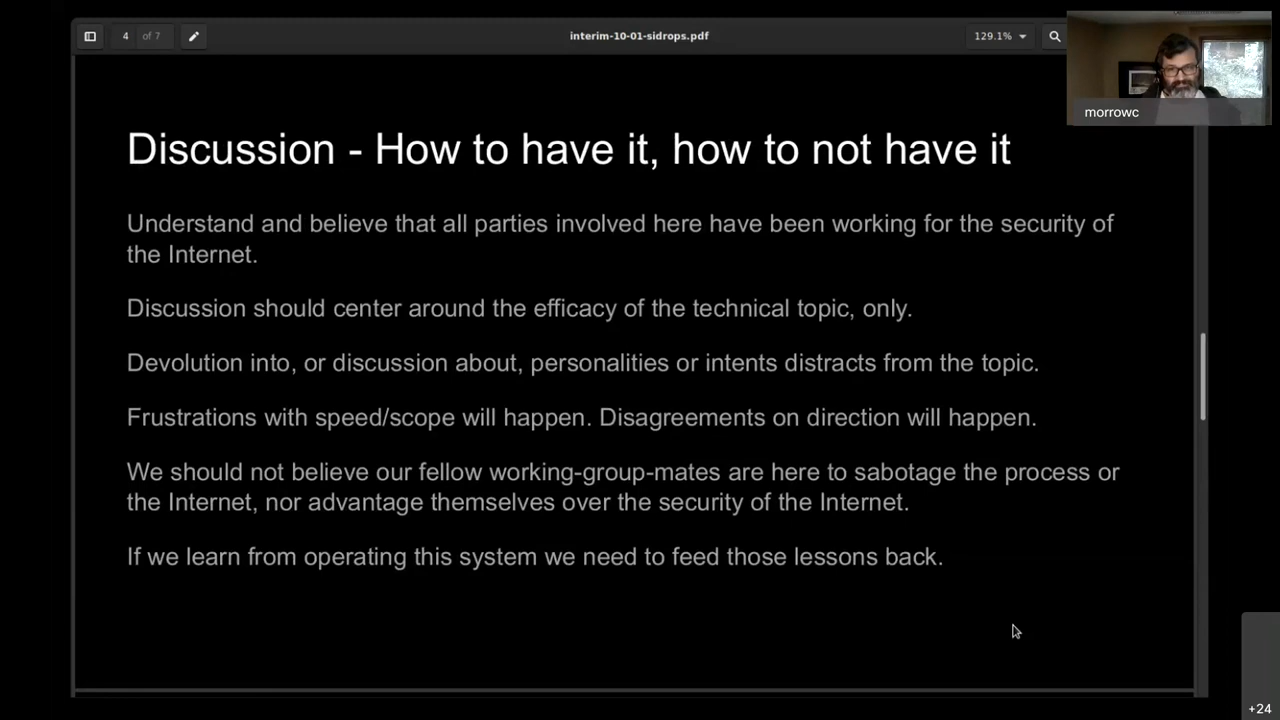 4 of 7
interim-10-01-sidrops.pdf
129.1%
morrowc
Discussion - How to have it, how to not have it
Understand and believe that all parties involved here have been working for the security of
the Internet.
Discussion should center around the efficacy of the technical topic, only.
Devolution into, or discussion about, personalities or intents distracts from the topic.
Frustrations with speed/scope will happen. Disagreements on direction will happen.
We should not believe our fellow working-group-mates are here to sabotage the process or
the Internet, nor advantage themselves over the security of the Internet.
If we learn from operating this system we need to feed those lessons back.
+24